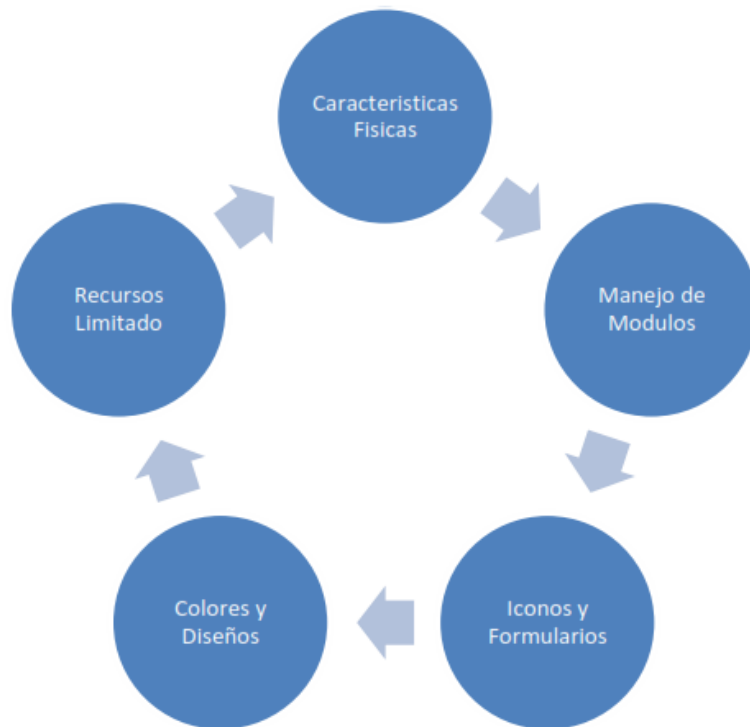 Caracteristicas
Fisicas
Manejo de
Modulos
Iconos y
Formularios
Colores y
Diseños
Recursos
Limitado